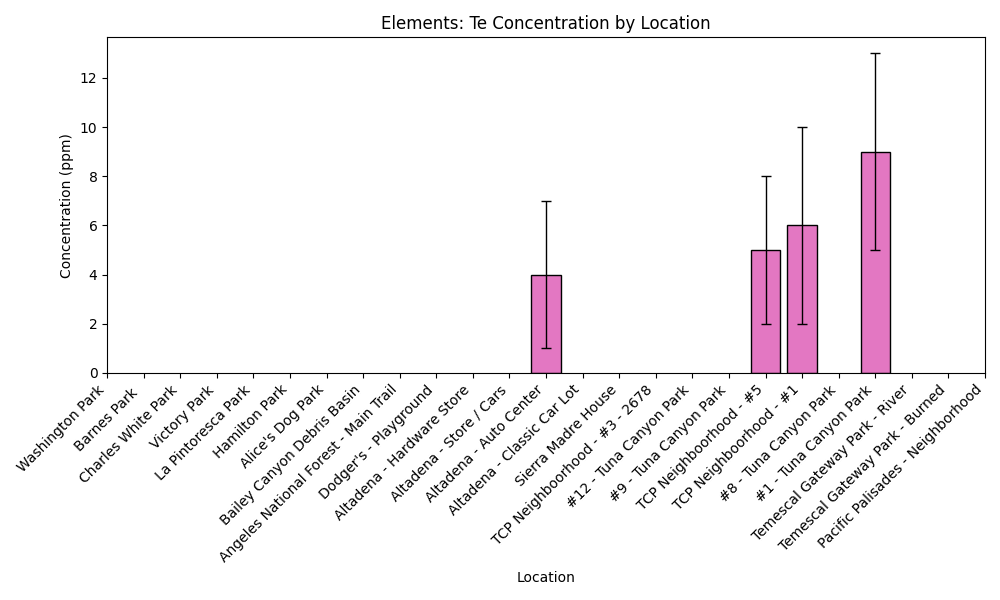 Elements: Te Concentration by Location
Concentration (ppm)
12
10
8
6
4
2
0
Washington Park
Barnes Park
Charles White Park
Victory Park
La Pintoresca Park
Hamilton Park
Alice's Dog Park
Bailey Canyon Debris Basin
Angeles National Forest - Main Trail
Dodger's - Playground
Altadena - Hardware Store
Altadena - Store / Cars
Altadena - Auto Center
Altadena - Classic Car Lot
Sierra Madre House
TCP Neighboorhood - #3 - 2678
#12 - Tuna Canyon Park
#9 - Tuna Canyon Park
TCP Neighboorhood - #5
TCP Neighboorhood - #1
#8 - Tuna Canyon Park
#1 - Tuna Canyon Park
Temescal Gateway Park - River
Temescal Gateway Park - Burned
Pacific Palisades - Neighborhood
Location